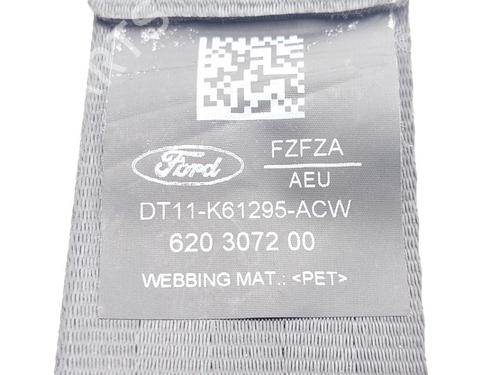 Ford
FZFZA
AEU
DT11-K61295-ACW
620 3072 00
WEBBING MAT.: <PET>